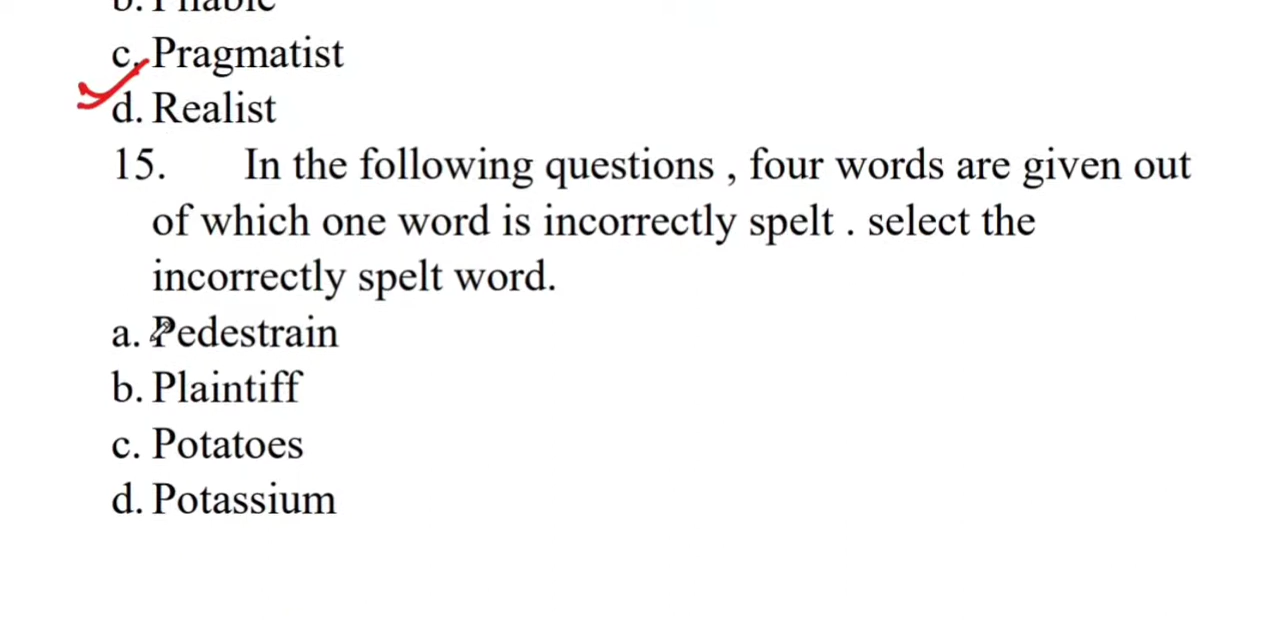 c. Pragmatist
d. Realist
15. In the following questions , four words are given out
of which one word is incorrectly spelt . select the
incorrectly spelt word.
a. Pedestrain
b. Plaintiff
c. Potatoes
d. Potassium